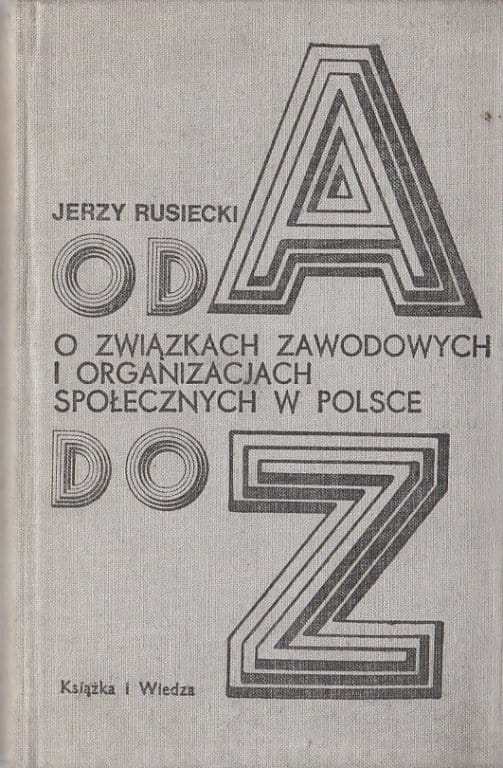 JERZY RUSIECKI
OD A
O ZWIĄZKACH ZAWODOWYCH
I ORGANIZACJACH
SPOŁECZNYCH W POLSCE
DO Z
Książka i Wiedza